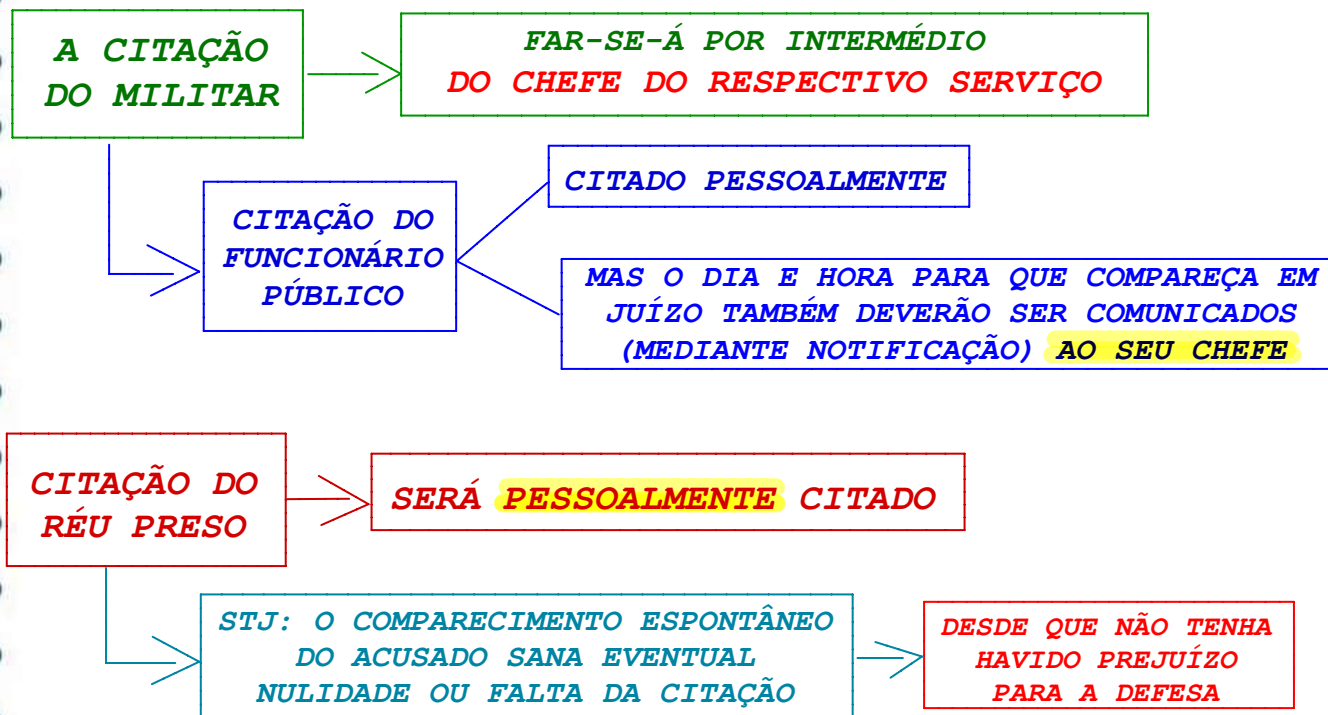 A CITAÇÃO
DO MILITAR
FAR-SE-Á POR INTERMÉDIO
DO CHEFE DO RESPECTIVO SERVIÇO
CITAÇÃO DO
FUNCIONÁRIO
PÚBLICO
CITADO PESSOALMENTE
MAS O DIA E HORA PARA QUE COMPAREÇA EM
JUÍZO TAMBÉM DEVERÃO SER COMUNICADOS
(MEDIANTE NOTIFICAÇÃO) AO SEU CHEFE
CITAÇÃO DO
RÉU PRESO
SERÁ PESSOALMENTE CITADO
STJ: O COMPARECIMENTO ESPONTÂNEO
DO ACUSADO SANA EVENTUAL
NULIDADE OU FALTA DA CITAÇÃO
DESDE QUE NÃO TENHA
HAVIDO PREJUÍZO
PARA A DEFESA